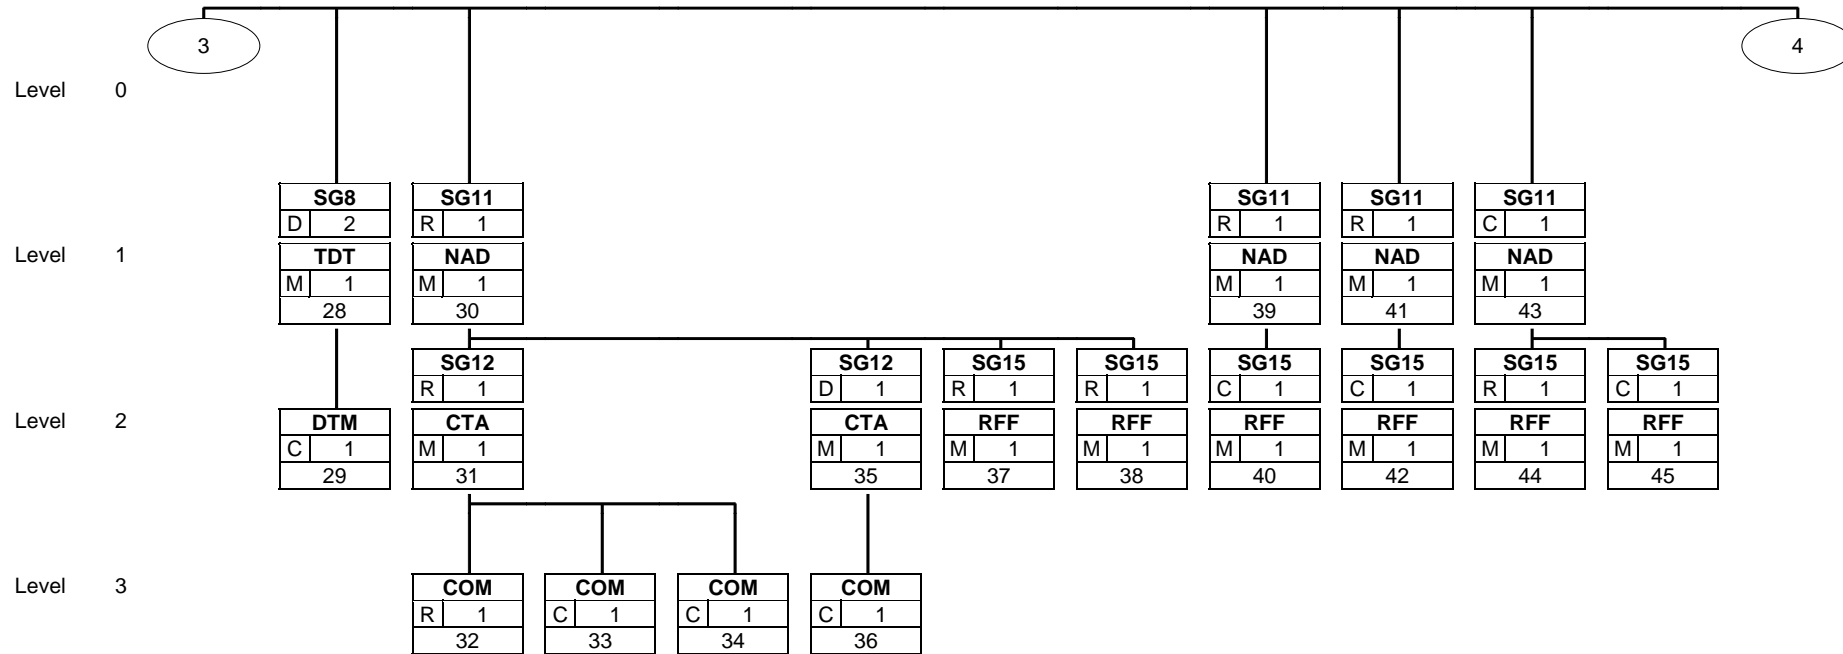 3 4
Level 0
SG8 SG11 SG11 SG11 SG11
D 2 R 1 R 1 R 1 C 1
Level 1 TDT NAD NAD NAD NAD
M 1 M 1 M 1 M 1 M 1
28 30 39 41 43
SG12 SG12 SG15 SG15 SG15 SG15 SG15 SG15
R 1 D 1 R 1 R 1 C 1 C 1 R 1 C 1
Level 2 DTM CTA CTA RFF RFF RFF RFF RFF RFF
C 1 M 1 M 1 M 1 M 1 M 1 M 1 M 1 M 1
29 31 35 37 38 40 42 44 45
Level 3 COM COM COM COM
R 1 C 1 C 1 C 1
32 33 34 36